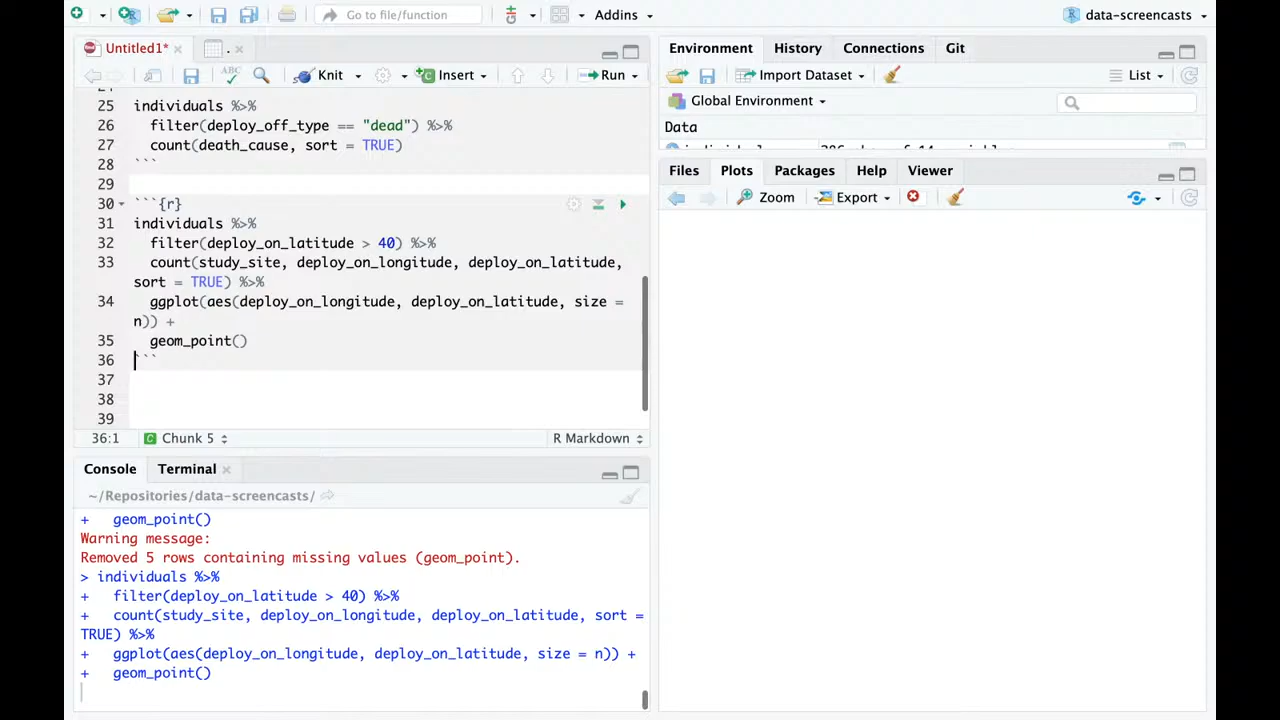 Go to file/function
Addins
data-screencasts
Untitled1*
.
ABC
Knit
Insert
Run
25 individuals %>%
26 filter(deploy_off_type == "dead") %>%
27 count(death_cause, sort = TRUE)
28 ```
29
30 ```{r}
31 individuals %>%
32 filter(deploy_on_latitude > 40) %>%
33 count(study_site, deploy_on_longitude, deploy_on_latitude,
sort = TRUE) %>%
34 ggplot(aes(deploy_on_longitude, deploy_on_latitude, size =
n)) +
35 geom_point()
36 ```
37
38
39
36:1
Chunk 5
R Markdown
Console
Terminal
~/Repositories/data-screencasts/
+ geom_point()
Warning message:
Removed 5 rows containing missing values (geom_point).
> individuals %>%
+ filter(deploy_on_latitude > 40) %>%
+ count(study_site, deploy_on_longitude, deploy_on_latitude, sort =
TRUE) %>%
+ ggplot(aes(deploy_on_longitude, deploy_on_latitude, size = n)) +
+ geom_point()
Environment
History
Connections
Git
Import Dataset
List
Global Environment
Data
Files
Plots
Packages
Help
Viewer
Zoom
Export